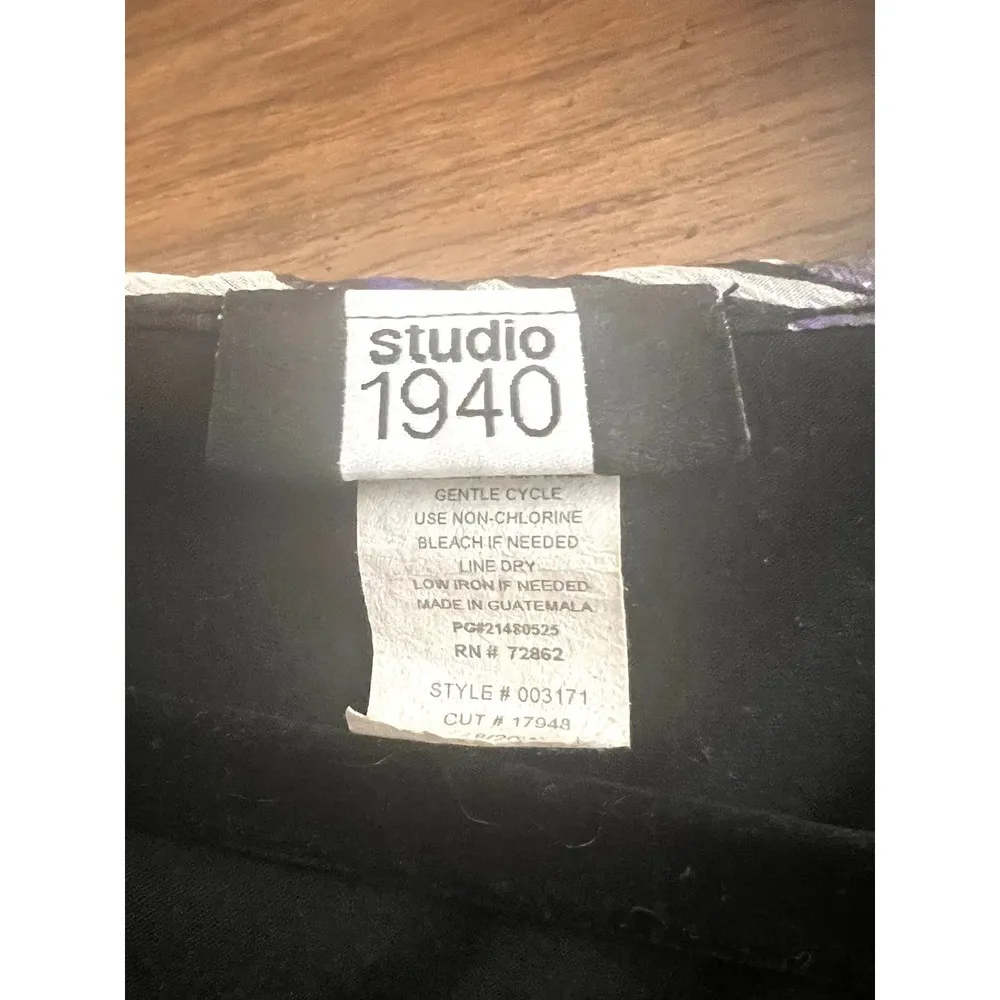 studio
1940
GENTLE CYCLE
USE NON-CHLORINE
BLEACH IF NEEDED
LINE DRY
LOW IRON IF NEEDED
MADE IN GUATEMALA
PG#21480525
RN # 72862
STYLE # 003171
CUT # 17948